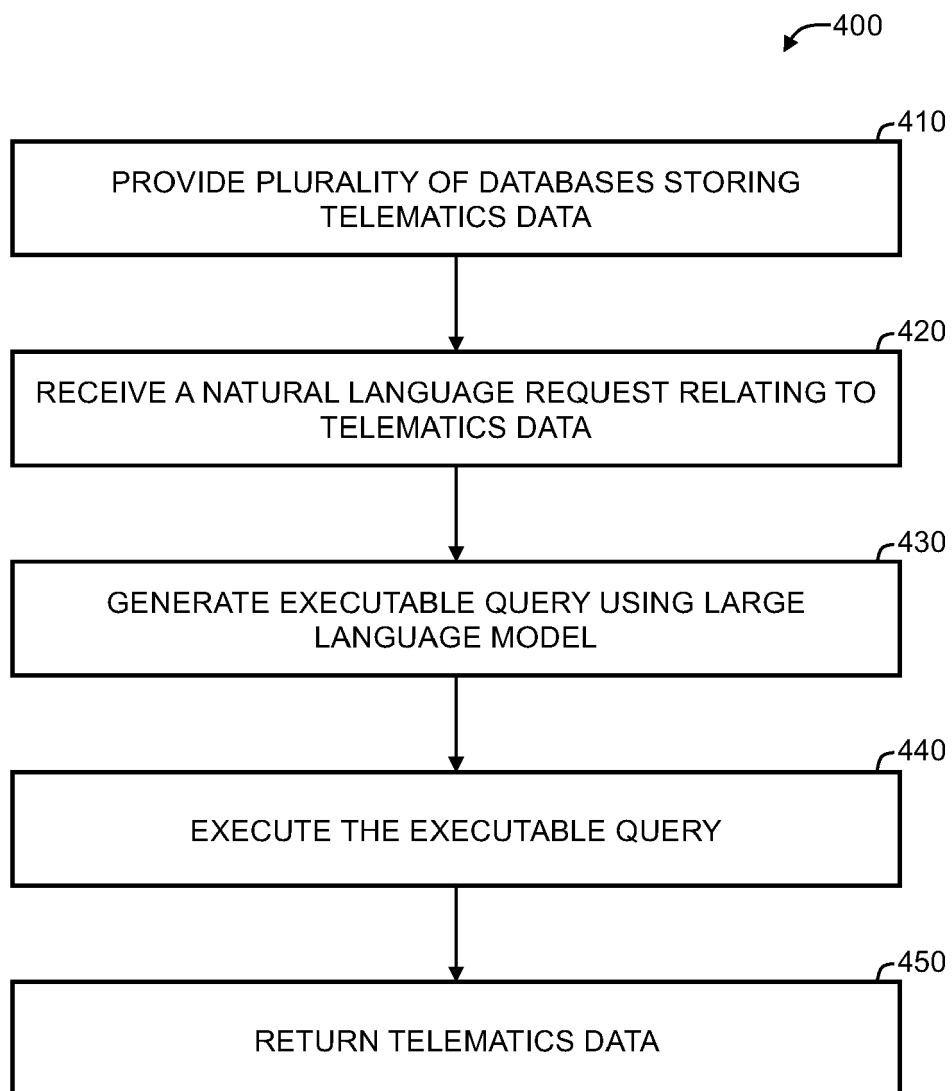 400
410
PROVIDE PLURALITY OF DATABASES STORING
TELEMATICS DATA
420
RECEIVE A NATURAL LANGUAGE REQUEST RELATING TO
TELEMATICS DATA
430
GENERATE EXECUTABLE QUERY USING LARGE
LANGUAGE MODEL
440
EXECUTE THE EXECUTABLE QUERY
450
RETURN TELEMATICS DATA